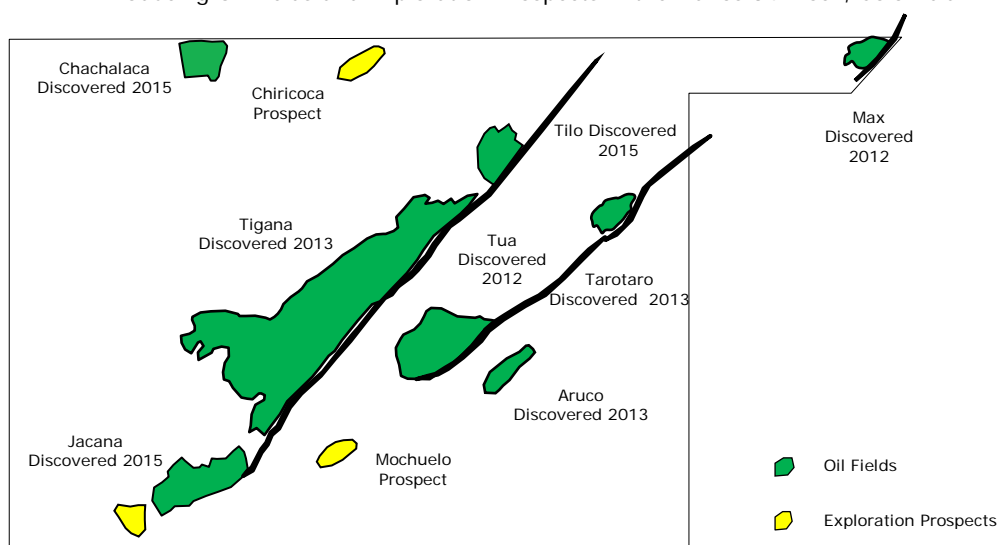 Chachalaca
Discovered 2015
Chiricoca
Prospect
Tilo Discovered
2015
Max
Discovered
2012
Tigana
Discovered 2013
Tua
Discovered
2012
Tarotaro
Discovered 2013
Aruco
Discovered 2013
Jacana
Discovered 2015
Mochuelo
Prospect
Oil Fields
Exploration Prospects